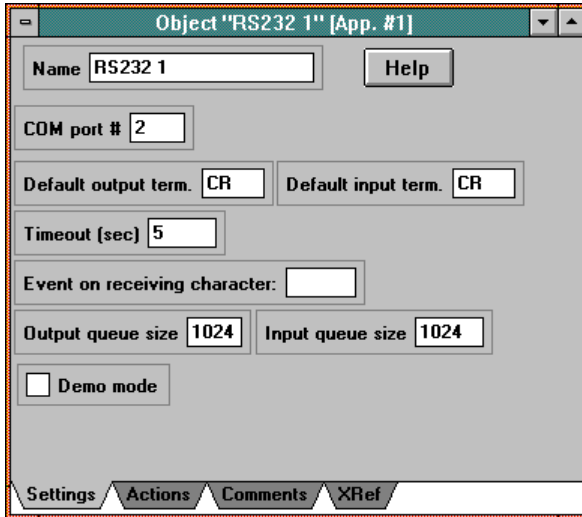 Object "RS232 1" [App. #1]
Name RS232 1 Help
COM port # 2
Default output term. CR Default input term. CR
Timeout (sec) 5
Event on receiving character:
Output queue size 1024 Input queue size 1024
Demo mode
Settings Actions Comments XRef